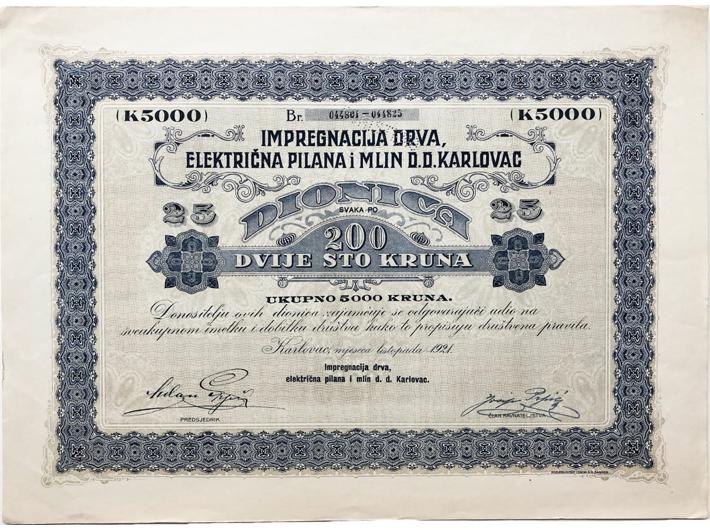 (K5000) Br. 044801-044825 (K5000)
IMPREGNACIJA DRVA,
ELEKTRIČNA PILANA i MLIN D.D. KARLOVAC
DIONICA
25 SVAKA PO 25
200
DVIJE STO KRUNA
UKUPNO 5000 KRUNA.
Donositelju ovih dionica zajamčuje se odgovarajući udio na
sveukupnom imetku i dobitku društva kako to propisuju društvena pravila.
Karlovac, mjeseca listopada 1921.
Impregnacija drva,
električna pilana i mlin d. d. Karlovac.
PREDSJEDNIK
ČLAN RAVNATELJSTVA